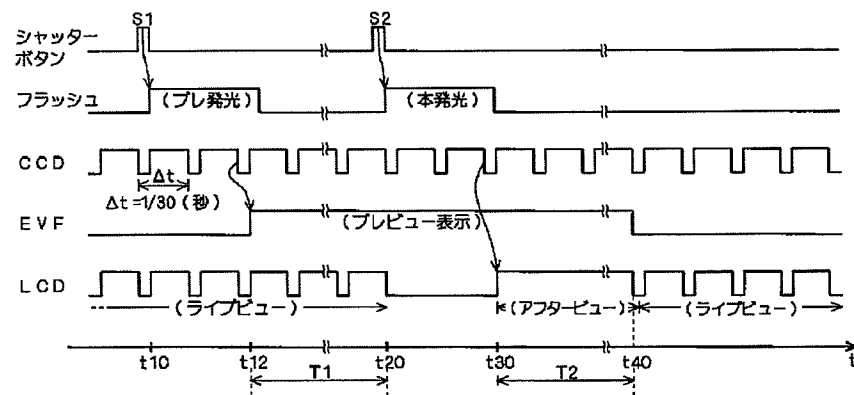 S1 S2
シャッター
ボタン
フラッシュ
(プレ発光) (本発光)
CCD
Δt
Δt=1/30(秒)
EVF
(プレビュー表示)
LCD
(ライブビュー) (アフタービュー) (ライブビュー)
t10 t12 t20 t30 t40 t
T1 T2